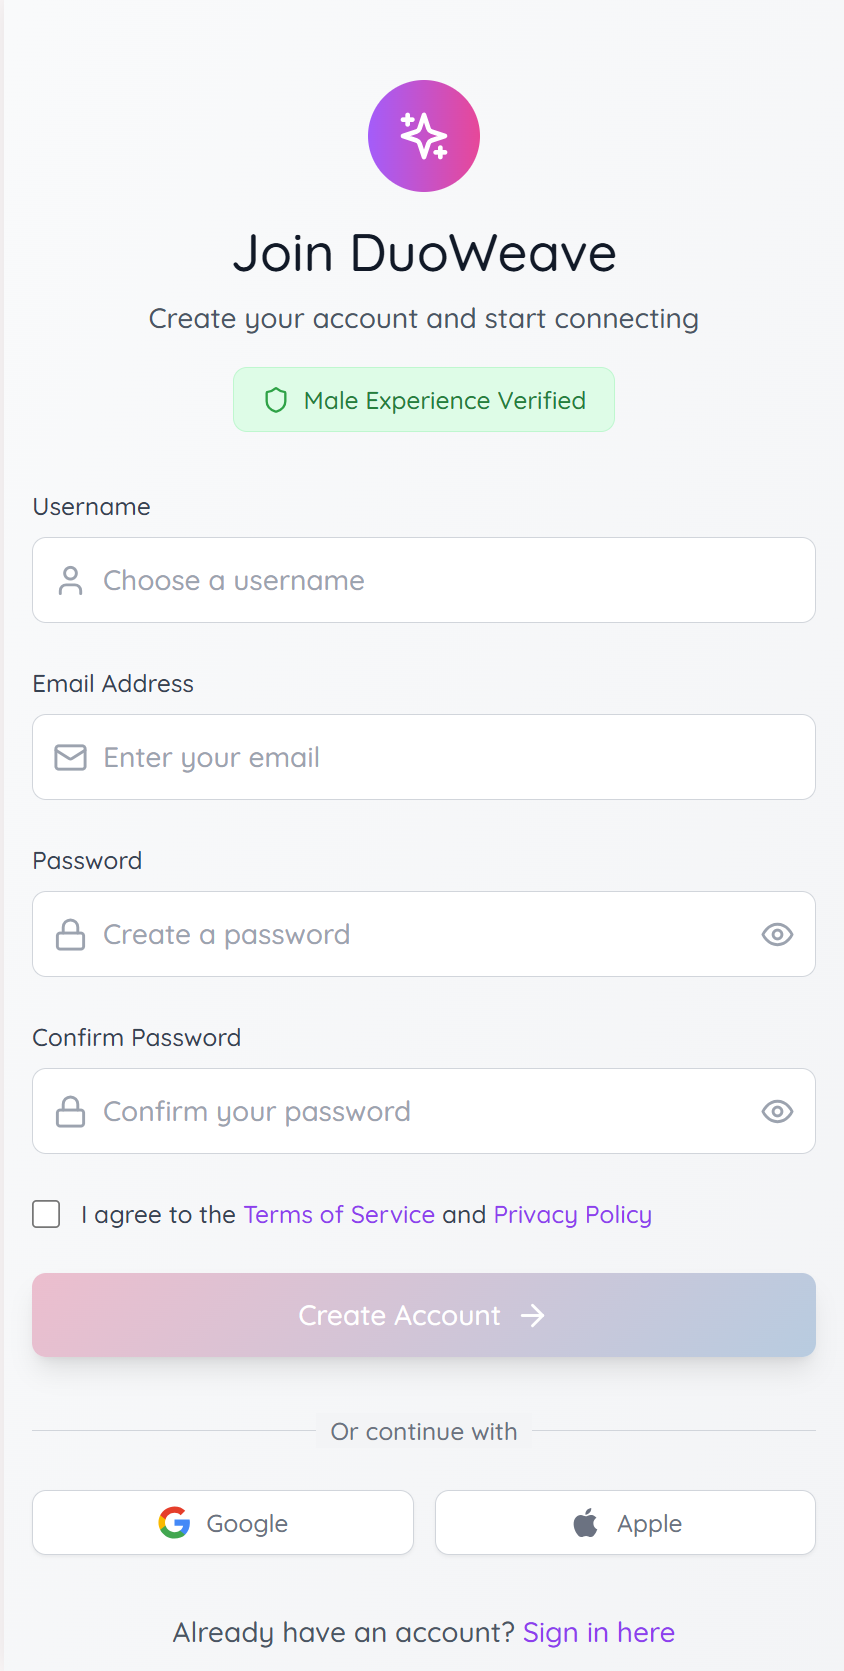 Join DuoWeave
Create your account and start connecting
Male Experience Verified
Username
Choose a username
Email Address
Enter your email
Password
Create a password
Confirm Password
Confirm your password
I agree to the Terms of Service and Privacy Policy
Create Account
Or continue with
Google
Apple
Already have an account? Sign in here